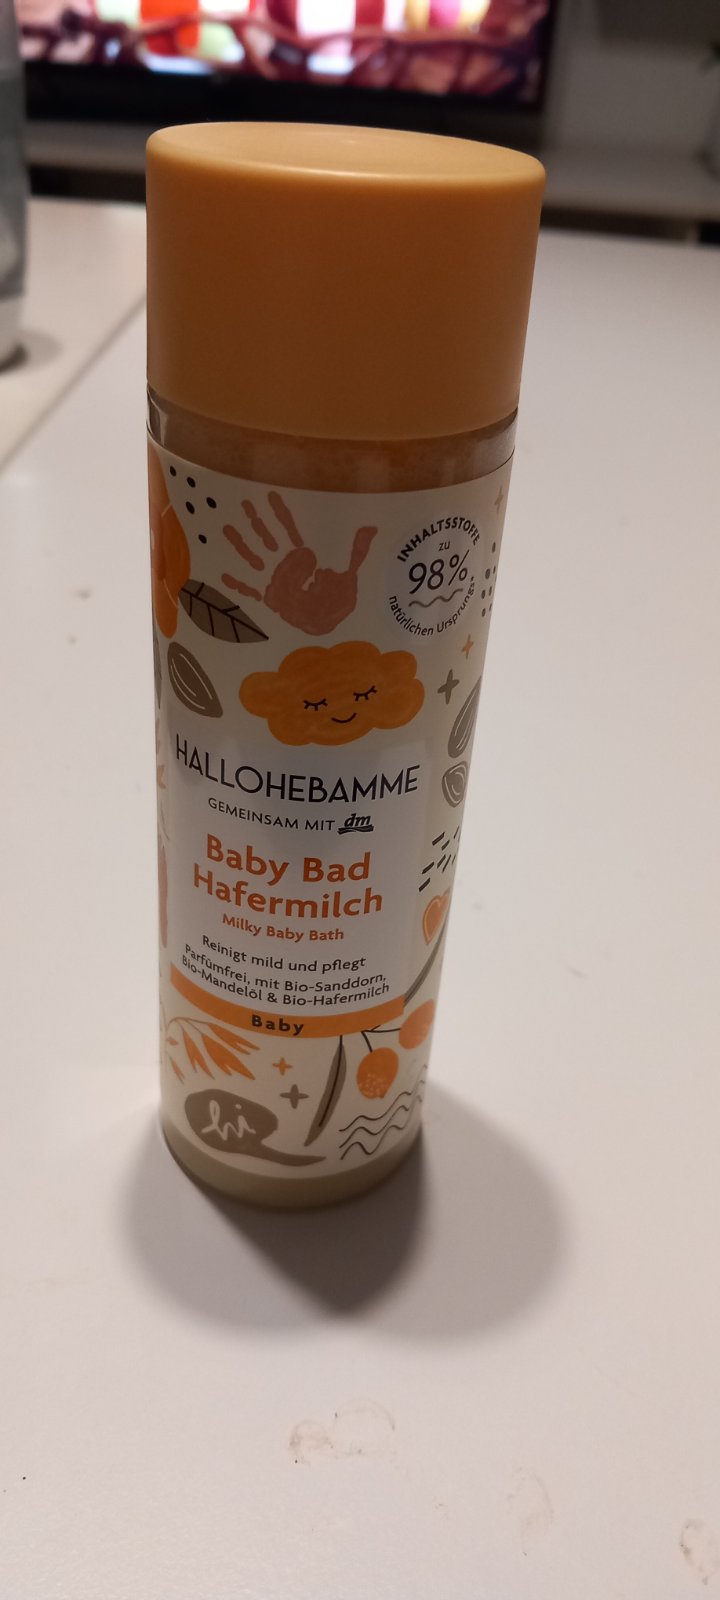 INHALTSSTOFFE
zu
98%
natürlichen Ursprungs*
HALLOHEBAMME
GEMEINSAM MIT dm
Baby Bad
Hafermilch
Milky Baby Bath
Reinigt mild und pflegt
Parfümfrei, mit Bio-Sanddorn,
Bio-Mandelöl & Bio-Hafermilch
Baby
hi